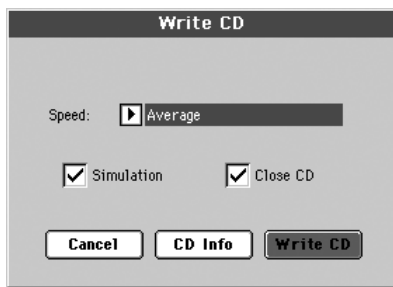 Write CD
Speed: Average
Simulation Close CD
Cancel CD Info Write CD